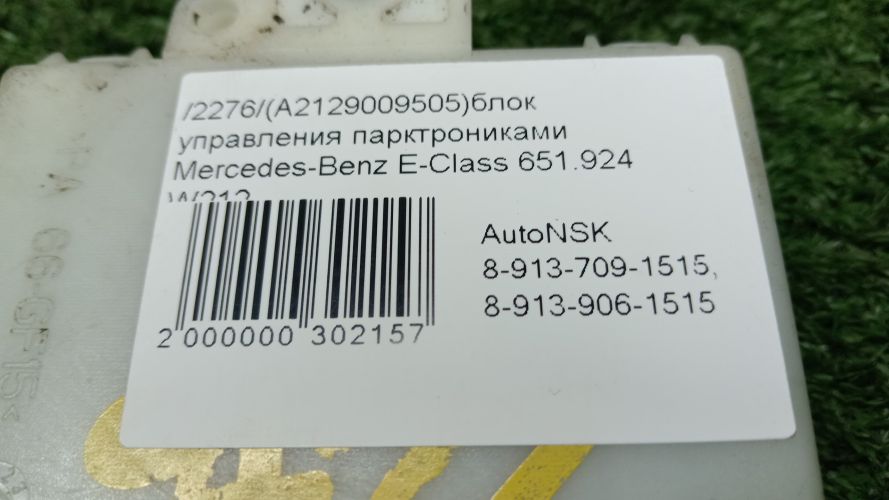 /2276/(A2129009505)блок
управления парктрониками
Mercedes-Benz E-Class 651.924
W212
AutoNSK
8-913-709-1515,
8-913-906-1515
2 000000 302157